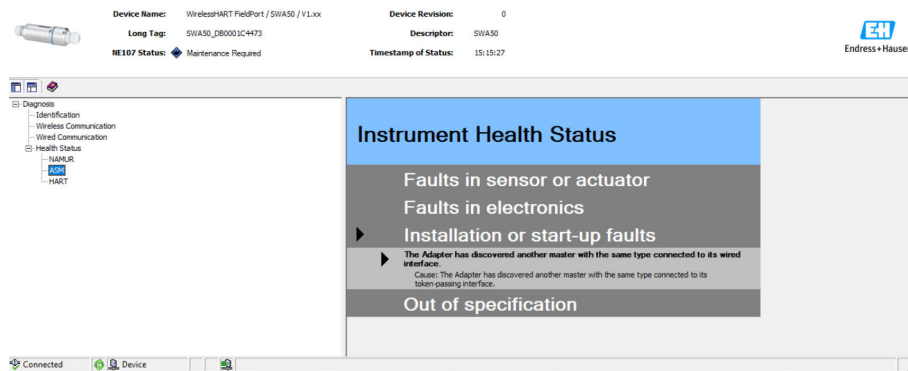 Device Name: WirelessHART FieldPort / SWA50 / V1.xx Device Revision: 0
Long Tag: SWA50_DB0001C4473 Descriptor: SWA50
NE107 Status: Maintenance Required Timestamp of Status: 15:15:27
EH
Endress+Hauser
Diagnosis
Identification
Wireless Communication
Wired Communication
Health Status
NAMUR
ASM
HART
Instrument Health Status
Faults in sensor or actuator
Faults in electronics
Installation or start-up faults
The Adapter has discovered another master with the same type connected to its wired
interface.
Cause: The Adapter has discovered another master with the same type connected to its
token-passing interface.
Out of specification
Connected Device